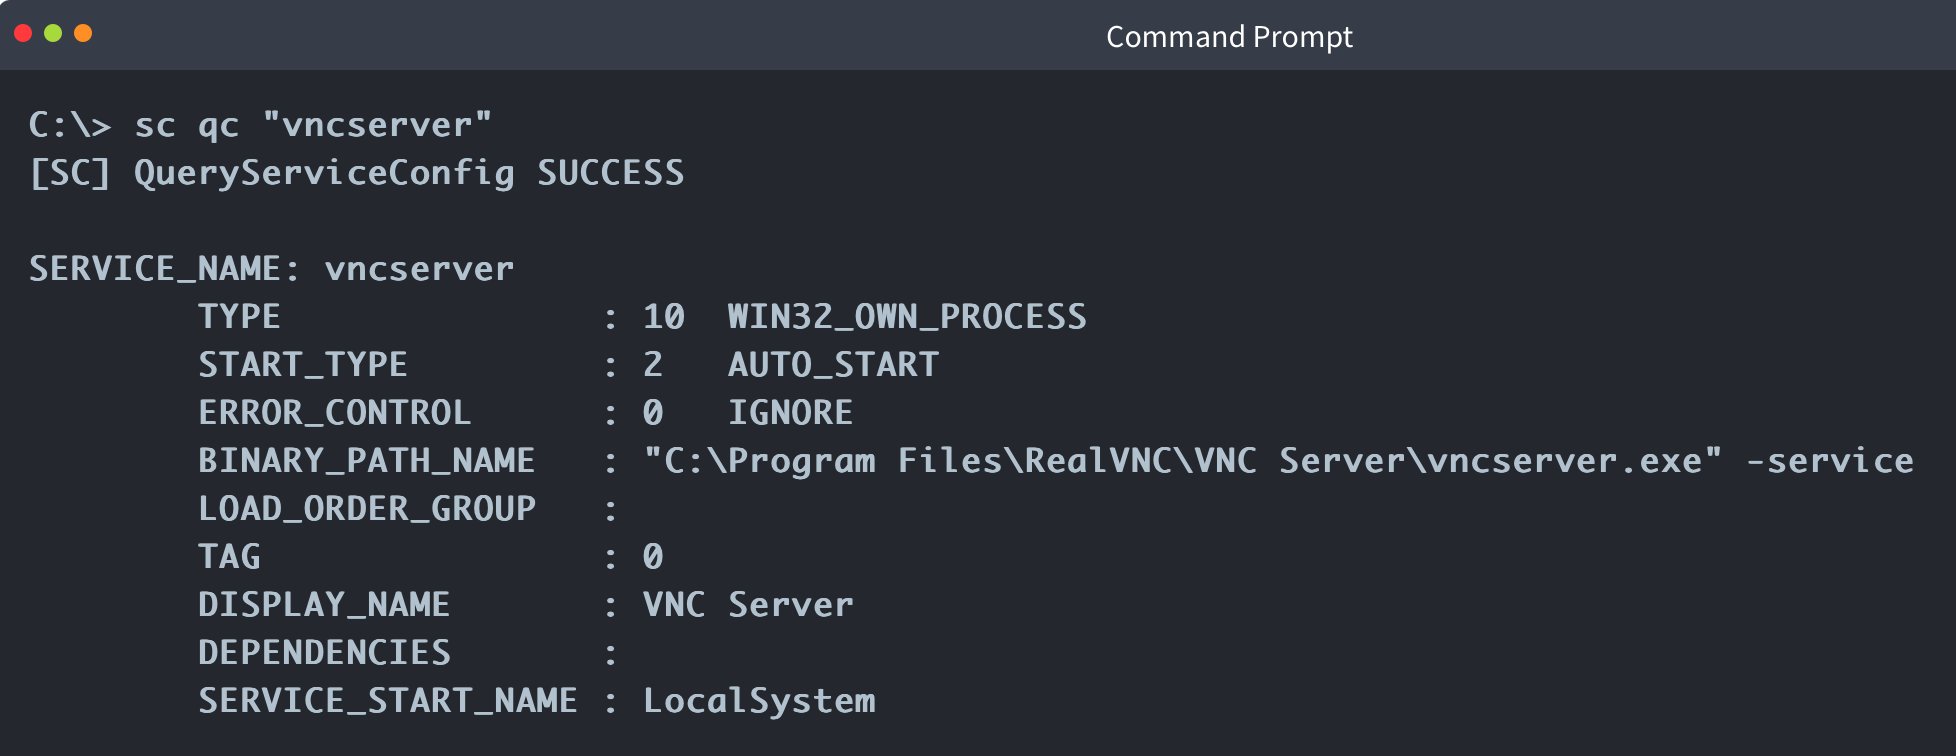 Command Prompt
C:\> sc qc "vncserver"
[SC] QueryServiceConfig SUCCESS
SERVICE_NAME: vncserver
        TYPE               : 10  WIN32_OWN_PROCESS
        START_TYPE         : 2   AUTO_START
        ERROR_CONTROL      : 0   IGNORE
        BINARY_PATH_NAME   : "C:\Program Files\RealVNC\VNC Server\vncserver.exe" -service
        LOAD_ORDER_GROUP   :
        TAG                : 0
        DISPLAY_NAME       : VNC Server
        DEPENDENCIES       :
        SERVICE_START_NAME : LocalSystem